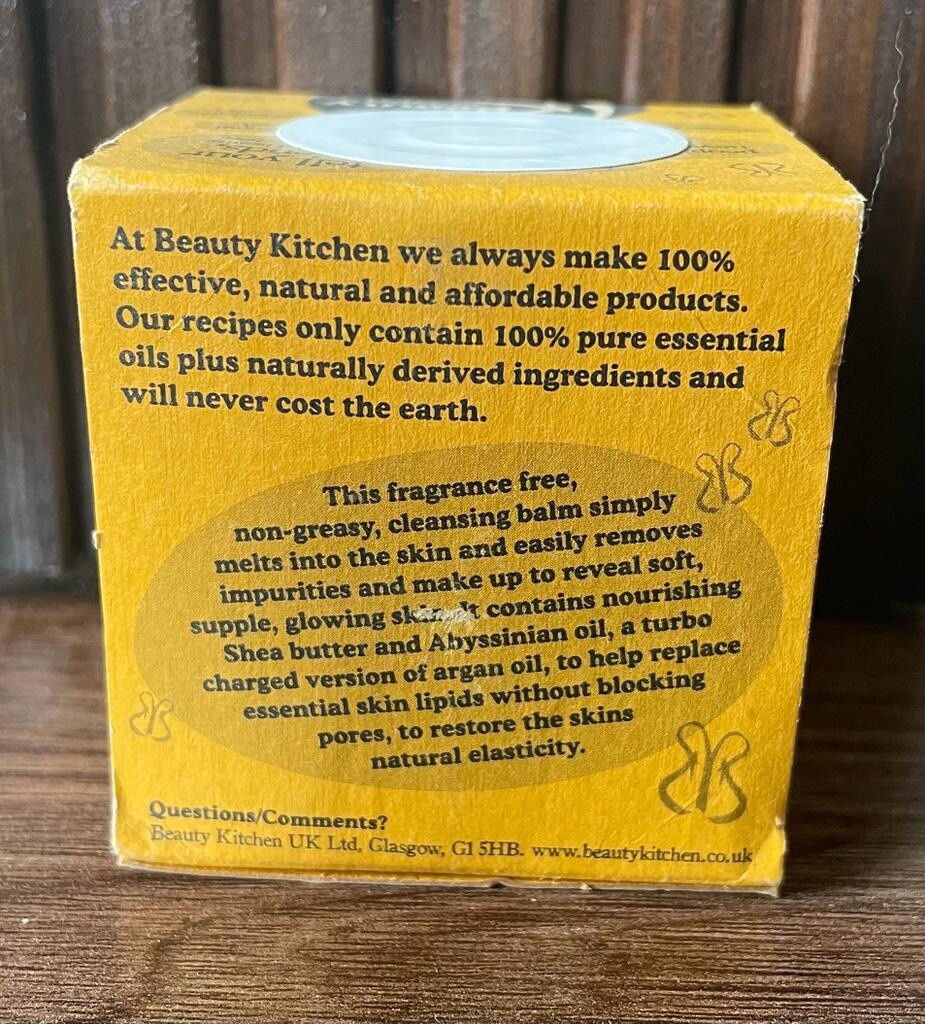 At Beauty Kitchen we always make 100%
effective, natural and affordable products.
Our recipes only contain 100% pure essential
oils plus naturally derived ingredients and
will never cost the earth.
This fragrance free,
non-greasy, cleansing balm simply
melts into the skin and easily removes
impurities and make up to reveal soft,
supple, glowing contains nourishing
Shea butter and Abyssinian oil, a turbo
charged version of argan oil, to help replace
essential skin lipids without blocking
pores, to restore the skins
natural elasticity.
Questions/Comments?
Beauty Kitchen UK Ltd, Glasgow, G1 5HB. www.beautykitchen.co.uk